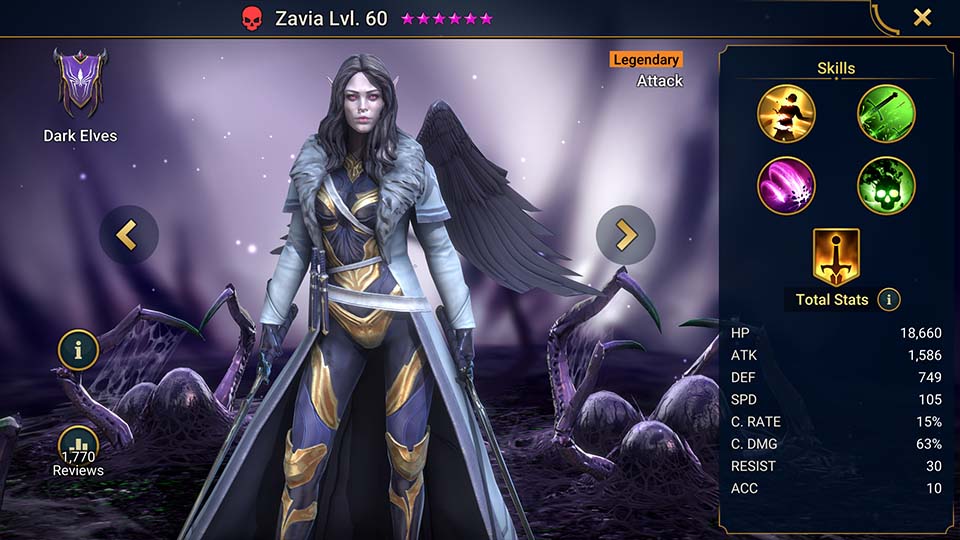 Zavia Lvl. 60
Legendary
Attack
Dark Elves
1,770
Reviews
Skills
Total Stats
HP 18,660
ATK 1,586
DEF 749
SPD 105
C. RATE 15%
C. DMG 63%
RESIST 30
ACC 10